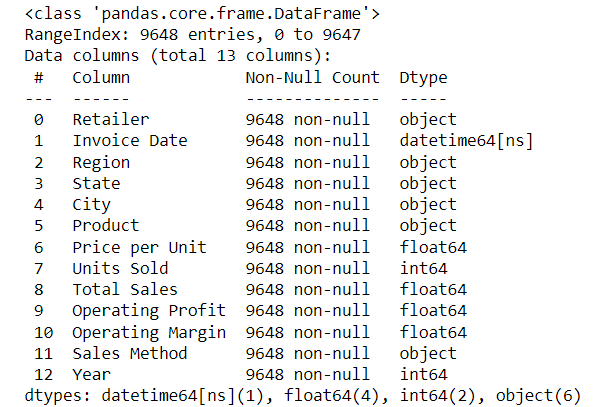 <class 'pandas.core.frame.DataFrame'>
RangeIndex: 9648 entries, 0 to 9647
Data columns (total 13 columns):
 #   Column            Non-Null Count  Dtype
---  ------            --------------  -----
 0   Retailer          9648 non-null   object
 1   Invoice Date      9648 non-null   datetime64[ns]
 2   Region            9648 non-null   object
 3   State             9648 non-null   object
 4   City              9648 non-null   object
 5   Product           9648 non-null   object
 6   Price per Unit    9648 non-null   float64
 7   Units Sold        9648 non-null   int64
 8   Total Sales       9648 non-null   float64
 9   Operating Profit  9648 non-null   float64
 10  Operating Margin  9648 non-null   float64
 11  Sales Method      9648 non-null   object
 12  Year              9648 non-null   int64
dtypes: datetime64[ns](1), float64(4), int64(2), object(6)